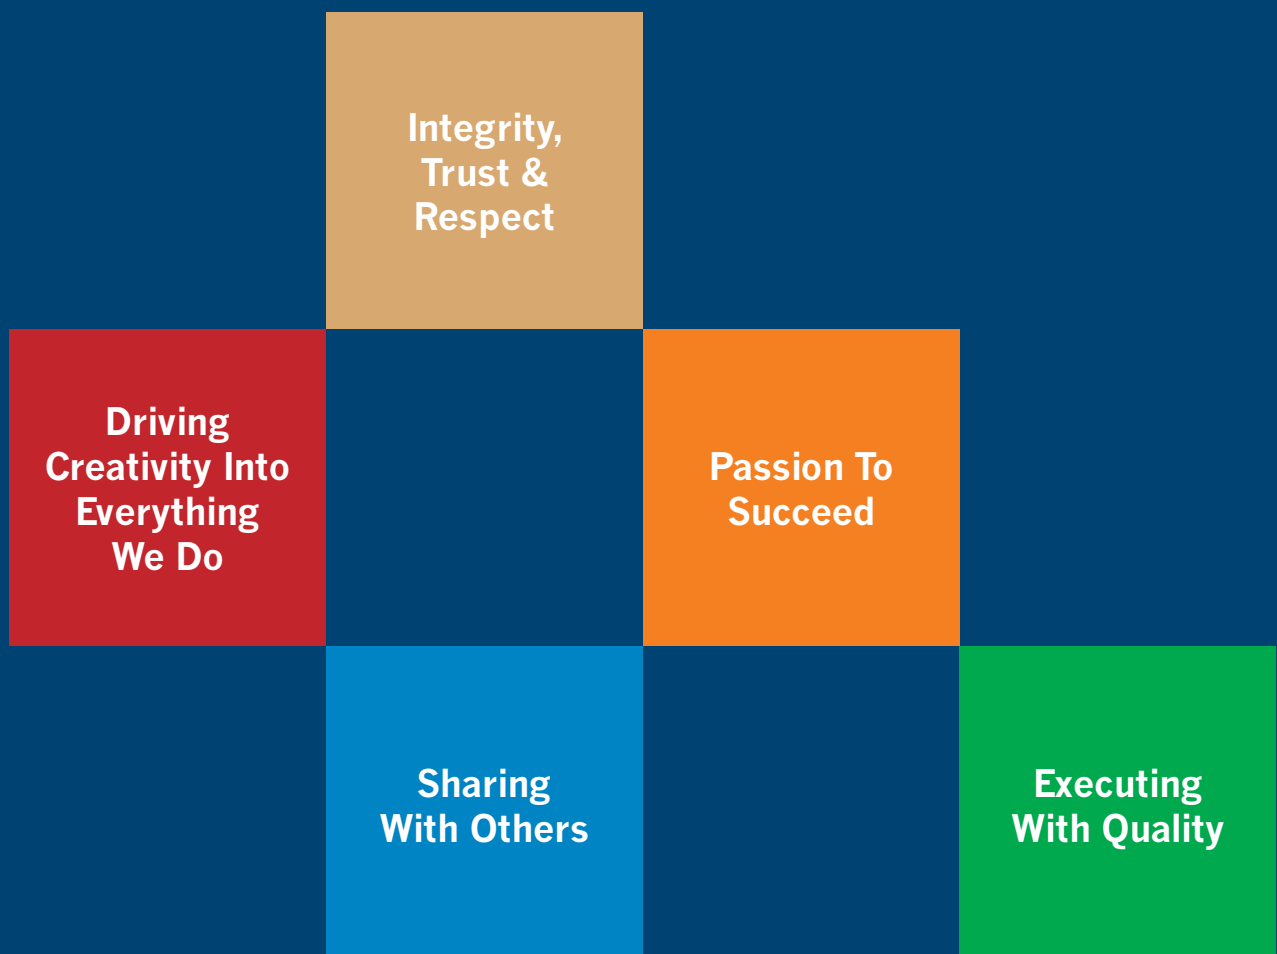 Integrity,
Trust &
Respect
Driving
Creativity Into
Everything
We Do
Passion To
Succeed
Sharing
With Others
Executing
With Quality